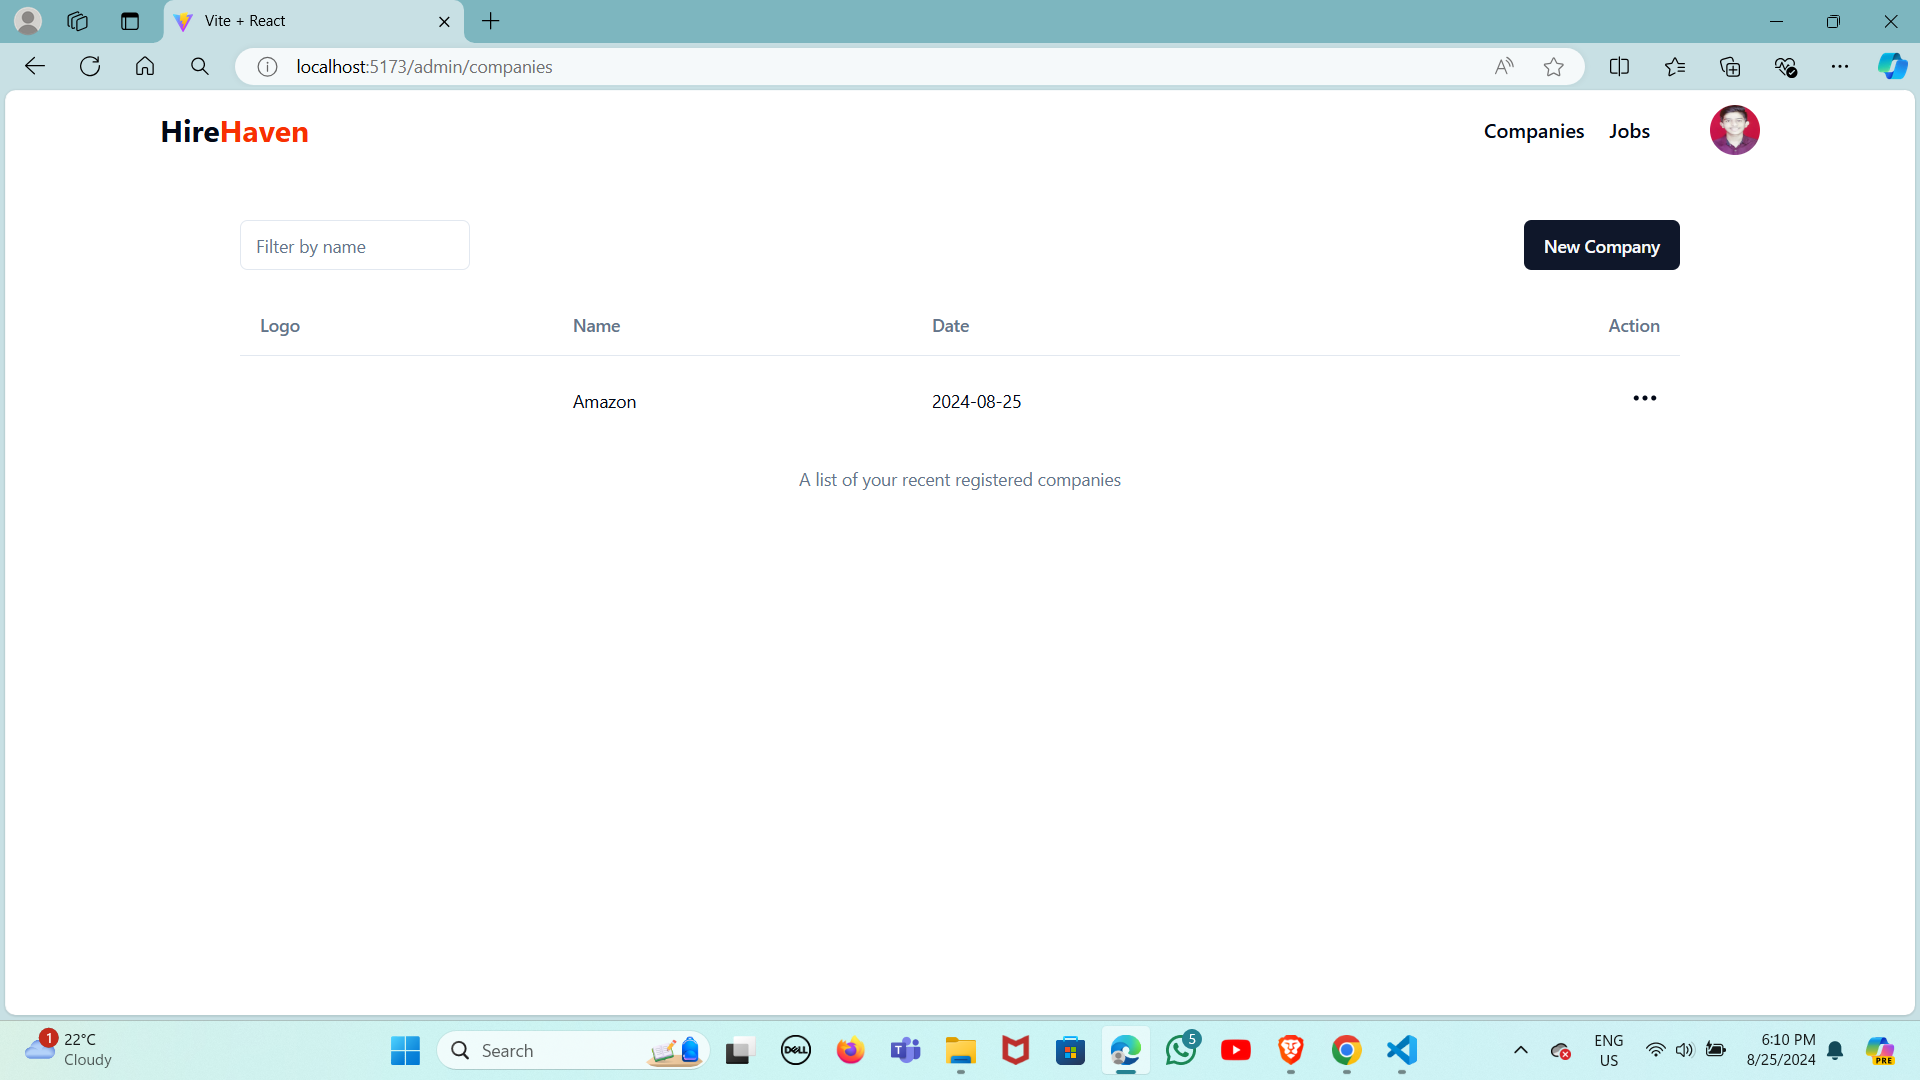 Vite + React
localhost:5173/admin/companies
HireHaven
Companies Jobs
Filter by name
New Company
Logo Name Date Action
Amazon 2024-08-25
A list of your recent registered companies
1
22°C
Cloudy
Search
DELL
5
ENG
US
6:10 PM
8/25/2024
PRE